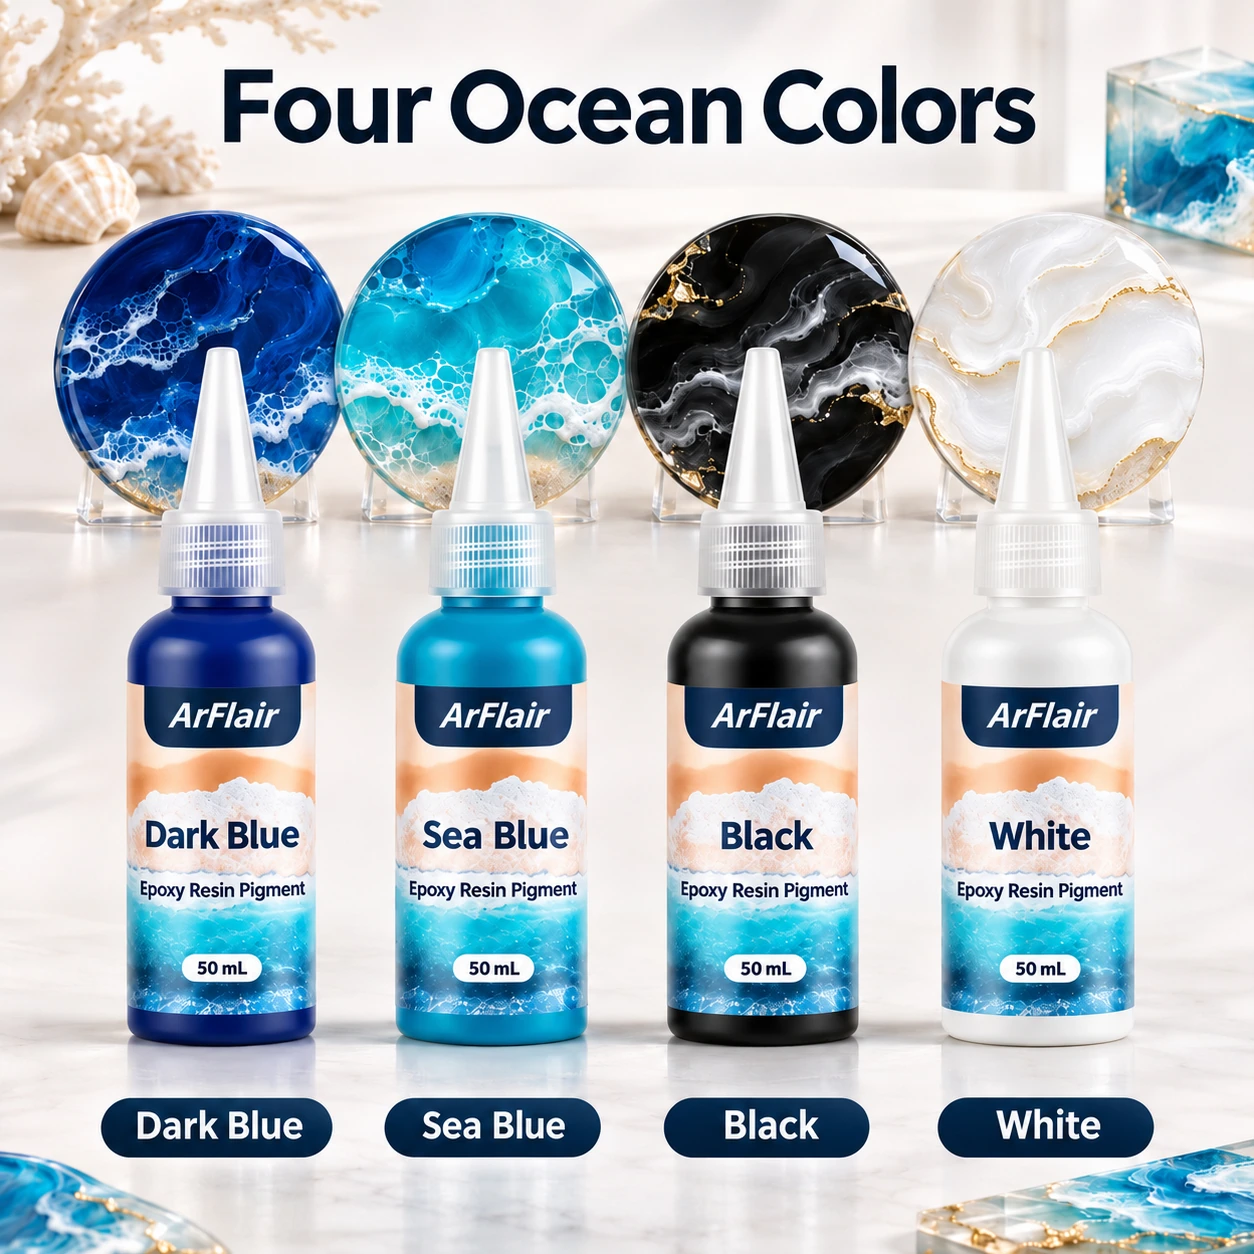 Four Ocean Colors
ArFlair
Dark Blue
Epoxy Resin Pigment
50 mL
ArFlair
Sea Blue
Epoxy Resin Pigment
50 mL
ArFlair
Black
Epoxy Resin Pigment
50 mL
ArFlair
White
Epoxy Resin Pigment
50 mL
Dark Blue
Sea Blue
Black
White